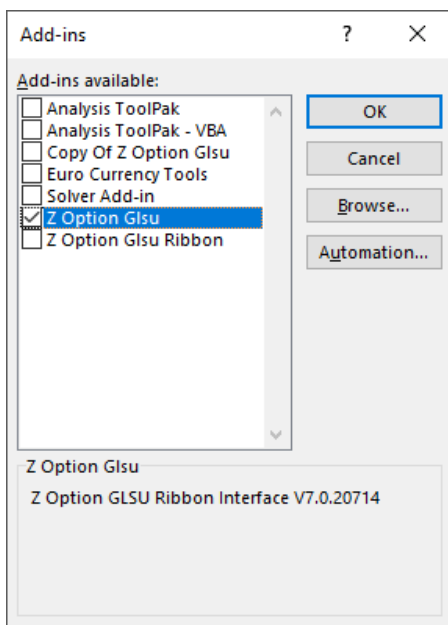 Add-ins
?
Add-ins available:
Analysis ToolPak
Analysis ToolPak - VBA
Copy Of Z Option Glsu
Euro Currency Tools
Solver Add-in
Z Option Glsu
Z Option Glsu Ribbon
OK
Cancel
Browse...
Automation...
Z Option Glsu
Z Option GLSU Ribbon Interface V7.0.20714